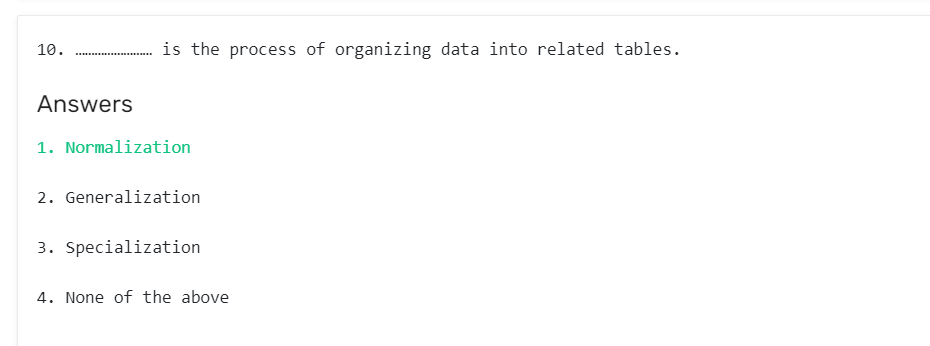 10. ........................ is the process of organizing data into related tables.
Answers
1. Normalization
2. Generalization
3. Specialization
4. None of the above